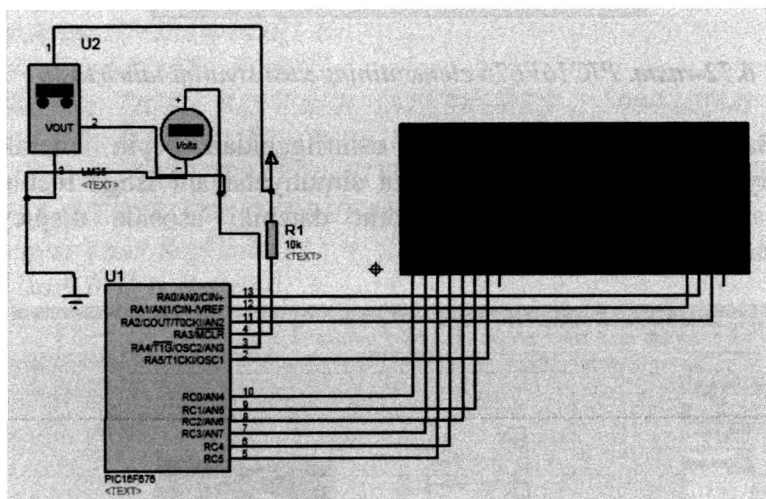 U2
1
VOUT
2
3
LM35
<TEXT>
+
Volts
−
R1
10k
<TEXT>
U1
RA0/AN0/CIN+ 13
RA1/AN1/CIN-/VREF 12
RA2/COUT/T0CKI/AN2 11
RA3/MCLR 4
RA4/T1G/OSC2/AN3 3
RA5/T1CKI/OSC1 2
RC0/AN4 10
RC1/AN5 9
RC2/AN6 8
RC3/AN7 7
RC4 6
RC5 5
PIC16F676
<TEXT>